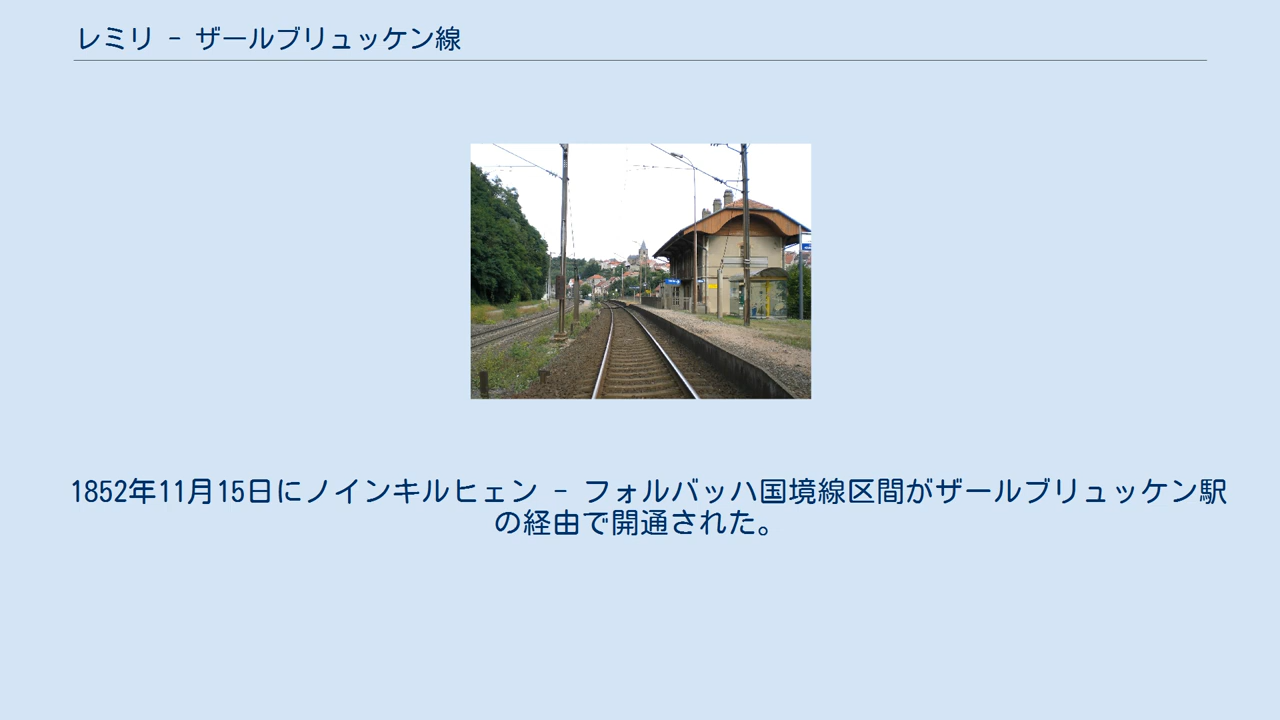 レミリ - ザールブリュッケン線
1852年11月15日にノインキルヒェン - フォルバッハ国境線区間がザールブリュッケン駅
の経由で開通された。